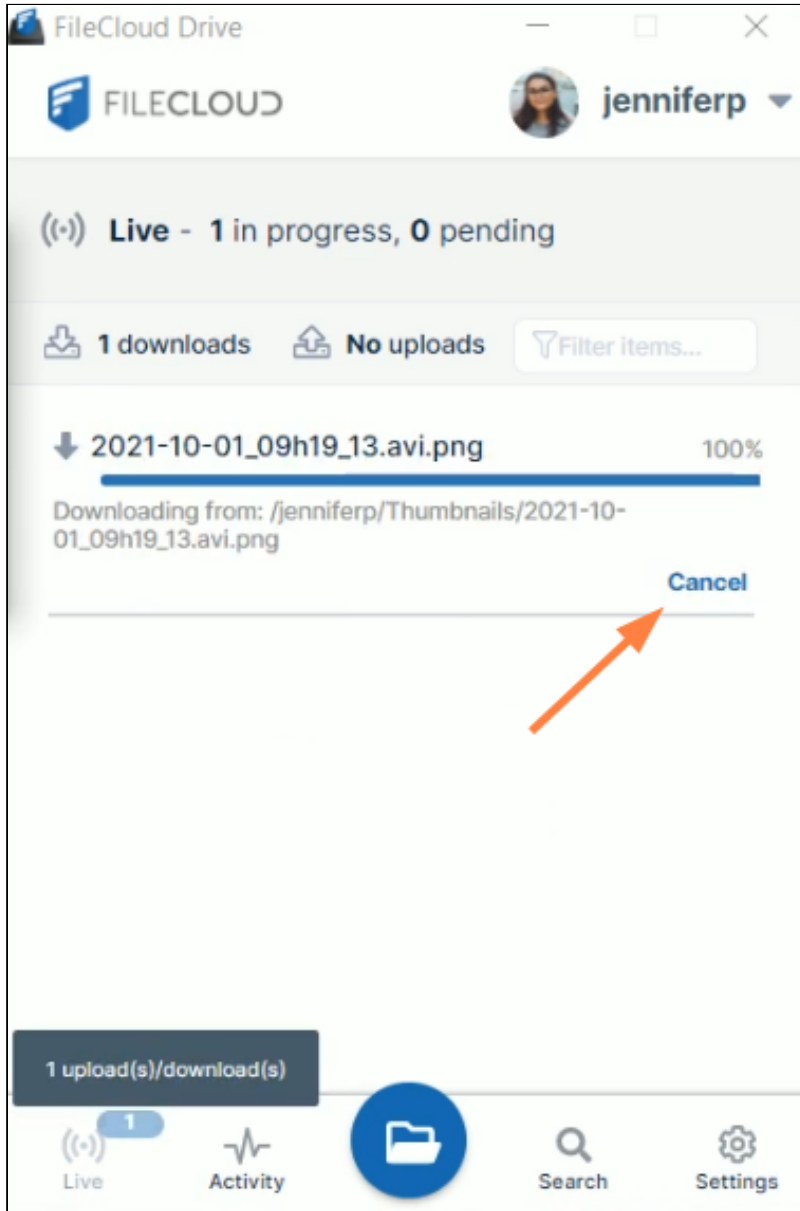 FileCloud Drive
FILECLOUD
jenniferp
Live - 1 in progress, 0 pending
1 downloads No uploads Filter items...
2021-10-01_09h19_13.avi.png 100%
Downloading from: /jenniferp/Thumbnails/2021-10-
01_09h19_13.avi.png
Cancel
1 upload(s)/download(s)
1
Live Activity Search Settings